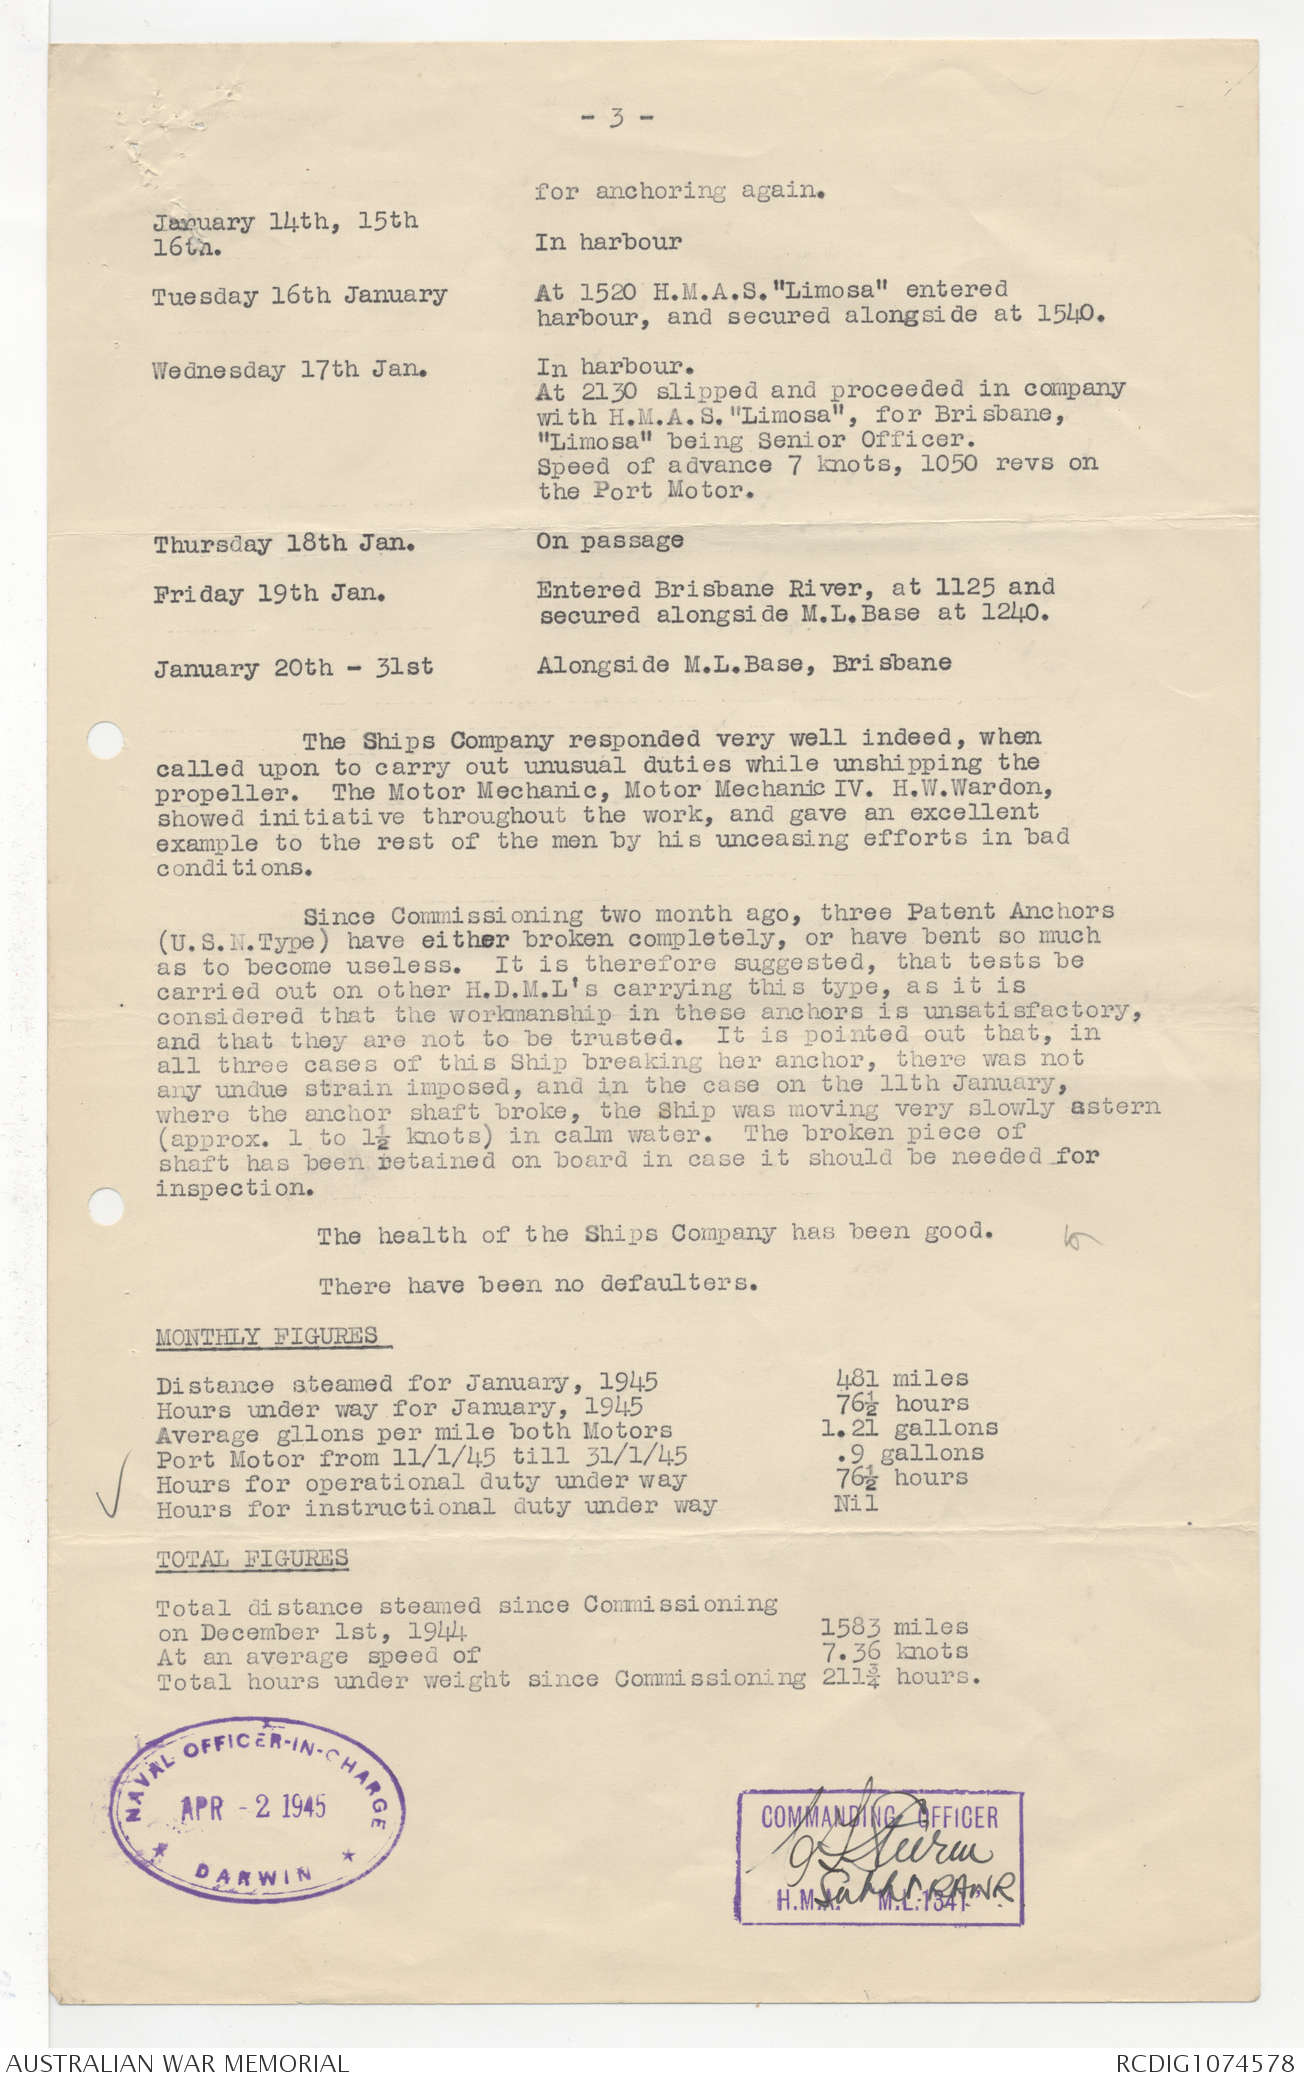 - 3 -
for anchoring again.
January 14th, 15th
16th.
In harbour
Tuesday 16th January
At 1520 H.M.A.S."Limosa" entered
harbour, and secured alongside at 1540.
Wednesday 17th Jan.
In harbour.
At 2130 slipped and proceeded in company
with H.M.A.S."Limosa", for Brisbane,
"Limosa" being Senior Officer.
Speed of advance 7 knots, 1050 revs on
the Port Motor.
Thursday 18th Jan.
On passage
Friday 19th Jan.
Entered Brisbane River, at 1125 and
secured alongside M.L.Base at 1240.
January 20th - 31st
Alongside M.L.Base, Brisbane
The Ships Company responded very well indeed, when
called upon to carry out unusual duties while unshipping the
propeller. The Motor Mechanic, Motor Mechanic IV. H.W.Wardon,
showed initiative throughout the work, and gave an excellent
example to the rest of the men by his unceasing efforts in bad
conditions.
Since Commissioning two month ago, three Patent Anchors
(U.S.N.Type) have either broken completely, or have bent so much
as to become useless. It is therefore suggested, that tests be
carried out on other H.D.M.L's carrying this type, as it is
considered that the workmanship in these anchors is unsatisfactory,
and that they are not to be trusted. It is pointed out that, in
all three cases of this Ship breaking her anchor, there was not
any undue strain imposed, and in the case on the 11th January,
where the anchor shaft broke, the Ship was moving very slowly astern
(approx. 1 to 1½ knots) in calm water. The broken piece of
shaft has been retained on board in case it should be needed for
inspection.
The health of the Ships Company has been good.
There have been no defaulters.
MONTHLY FIGURES
Distance steamed for January, 1945 481 miles
Hours under way for January, 1945 76½ hours
Average gllons per mile both Motors 1.21 gallons
Port Motor from 11/1/45 till 31/1/45 .9 gallons
Hours for operational duty under way 76½ hours
Hours for instructional duty under way Nil
TOTAL FIGURES
Total distance steamed since Commissioning
on December 1st, 1944 1583 miles
At an average speed of 7.36 knots
Total hours under weight since Commissioning 211¾ hours.
NAVAL OFFICER-IN-CHARGE
APR - 2 1945
DARWIN
COMMANDING OFFICER
RANR
H.M.A. M.L.1341
AUSTRALIAN WAR MEMORIAL
RCDIG1074578